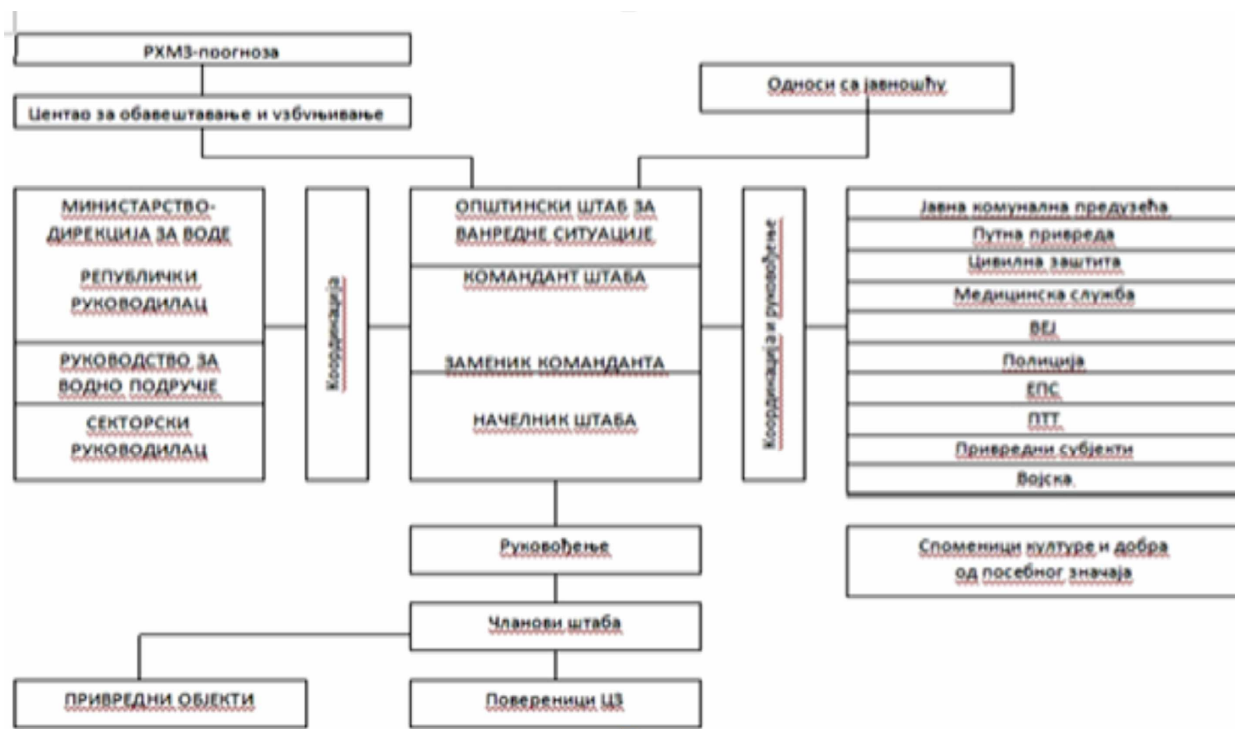 РХМЗ-прогноза
Односи са јавношћу
Центао за обавештавање и узбуњивање
МИНИСТАРСТВО-
ДИРЕКЦИЈА ЗА ВОДЕ
РЕПУБЛИЧКИ
РУКОВОДИЛАЦ
РУКОВОДСТВО ЗА
ВОДНО ПОДРУЧЈЕ
СЕКТОРСКИ
РУКОВОДИЛАЦ
Координација
ОПШТИНСКИ ШТАБ ЗА
ВАНРЕДНЕ СИТУАЦИЈЕ
КОМАНДАНТ ШТАБА
ЗАМЕНИК КОМАНДАНТА
НАЧЕЛНИК ШТАБА
Координација и руковођење
Јавна комунална предузећа
Путна привреда
Цивилна заштита
Медицинска служба
ВЕЈ
Полиција
ЕПС
ПТТ
Привредни субјекти
Војска
Руковођење
Споменици културе и добра
од посебног значаја
Чланови штаба
ПРИВРЕДНИ ОБЈЕКТИ
Повереници ЦЗ